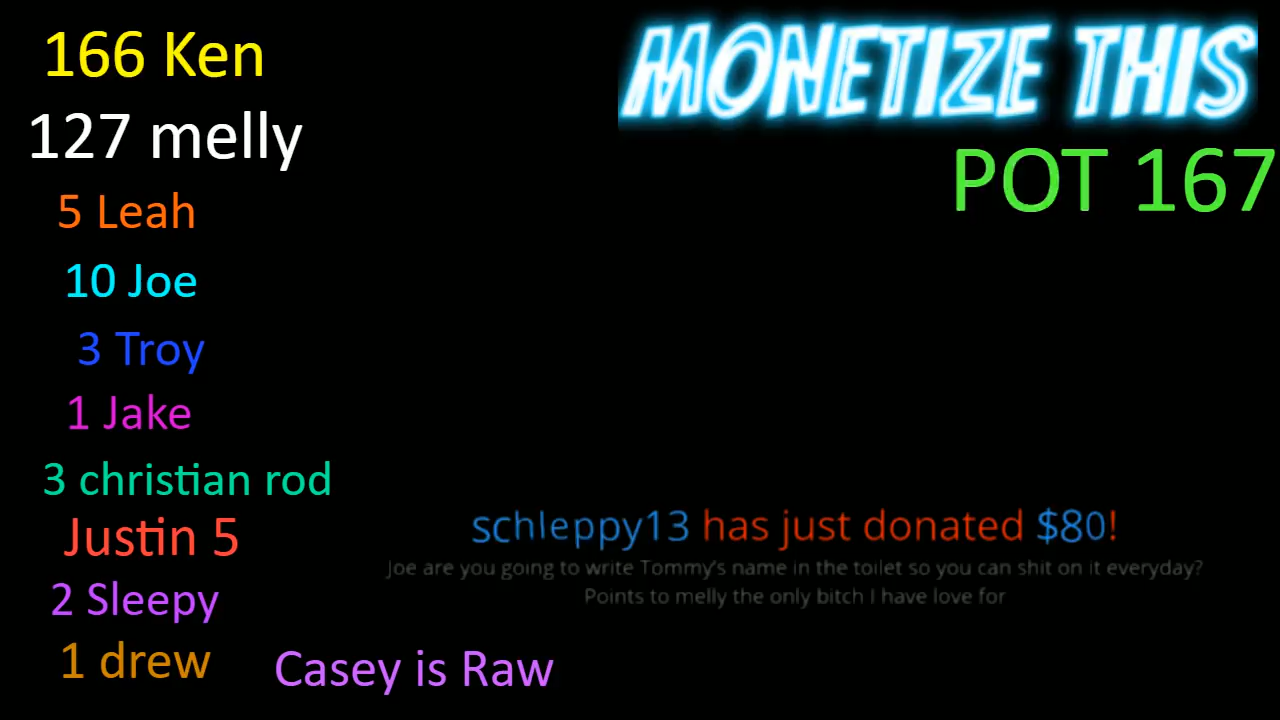 166 Ken
MONETIZE THIS
127 melly
POT 167
5 Leah
10 Joe
3 Troy
1 Jake
3 christian rod
Justin 5
2 Sleepy
1 drew
schleppy13 has just donated $80!
Joe are you going to write Tommy's name in the toilet so you can shit on it everyday?
Points to melly the only bitch I have love for
Casey is Raw